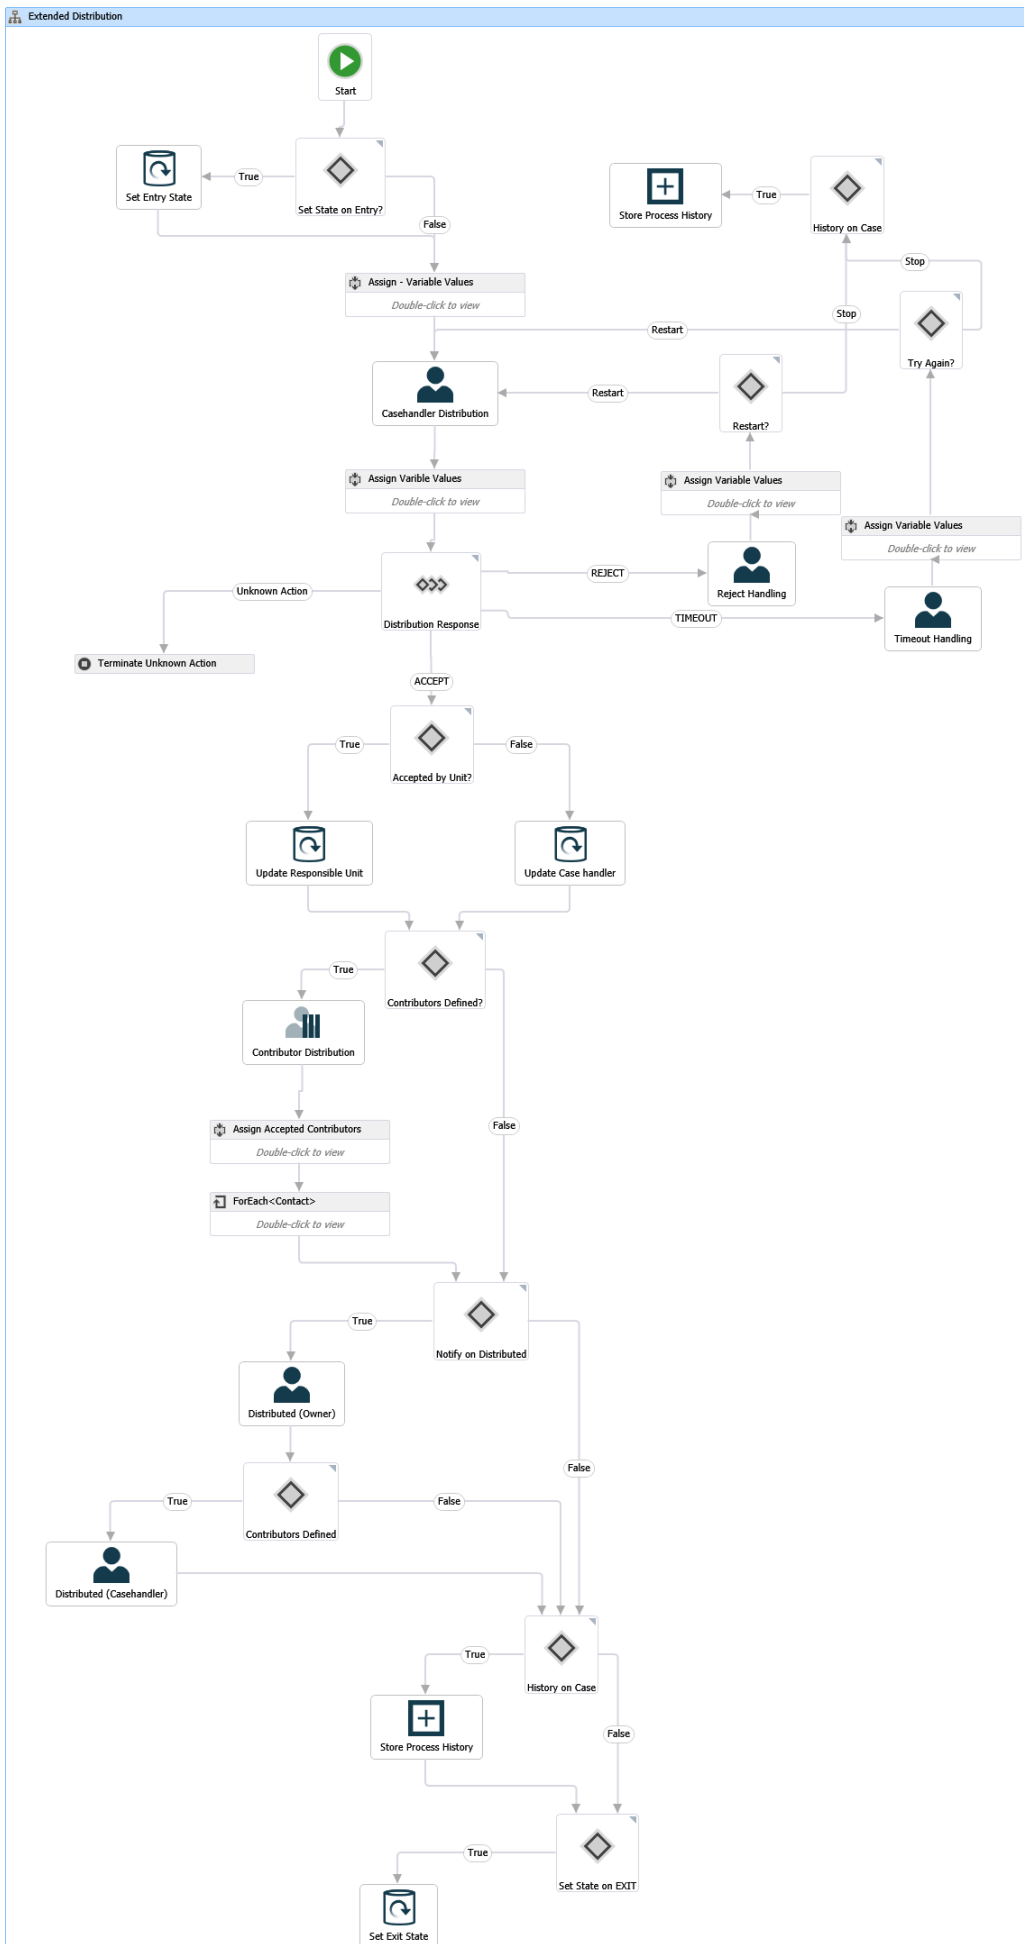 Extended Distribution
Start
True
Set Entry State
Set State on Entry?
False
True
Store Process History
History on Case
Stop
Assign - Variable Values
Double-click to view
Stop
Restart
Try Again?
Restart
Casehandler Distribution
Restart?
Assign Varible Values
Double-click to view
Assign Variable Values
Double-click to view
Assign Variable Values
Double-click to view
REJECT
Reject Handling
Unknown Action
Distribution Response
TIMEOUT
Timeout Handling
Terminate Unknown Action
ACCEPT
True
False
Accepted by Unit?
Update Responsible Unit
Update Case handler
True
Contributors Defined?
Contributor Distribution
False
Assign Accepted Contributors
Double-click to view
ForEach<Contact>
Double-click to view
True
Notify on Distributed
Distributed (Owner)
False
True
False
Contributors Defined
Distributed (Casehandler)
True
History on Case
Store Process History
False
True
Set State on EXIT
Set Exit State